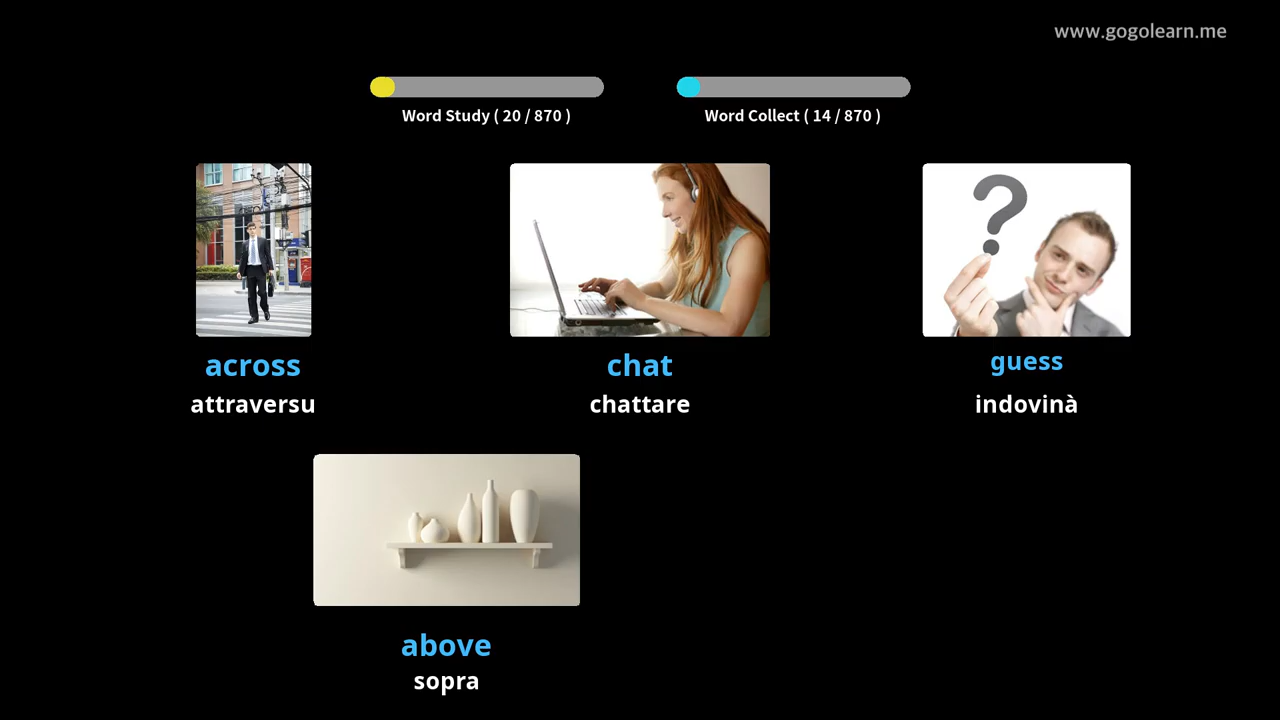 www.gogolearn.me
Word Study ( 20 / 870 )
Word Collect ( 14 / 870 )
across
attraversu
chat
chattare
guess
indovinà
above
sopra